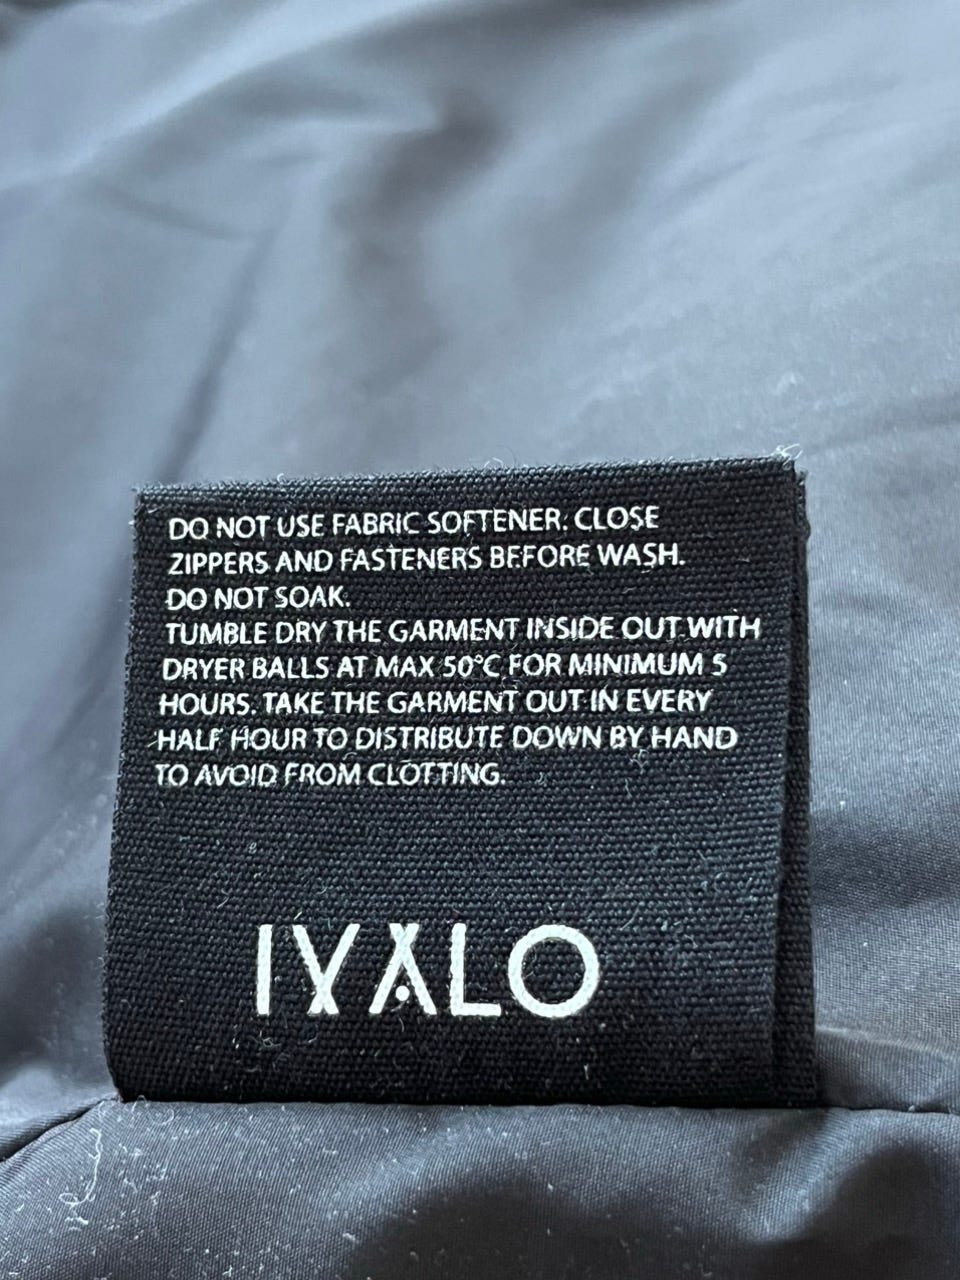 DO NOT USE FABRIC SOFTENER. CLOSE
ZIPPERS AND FASTENERS BEFORE WASH.
DO NOT SOAK.
TUMBLE DRY THE GARMENT INSIDE OUT WITH
DRYER BALLS AT MAX 50°C FOR MINIMUM 5
HOURS. TAKE THE GARMENT OUT IN EVERY
HALF HOUR TO DISTRIBUTE DOWN BY HAND
TO AVOID FROM CLOTTING.
IVALO